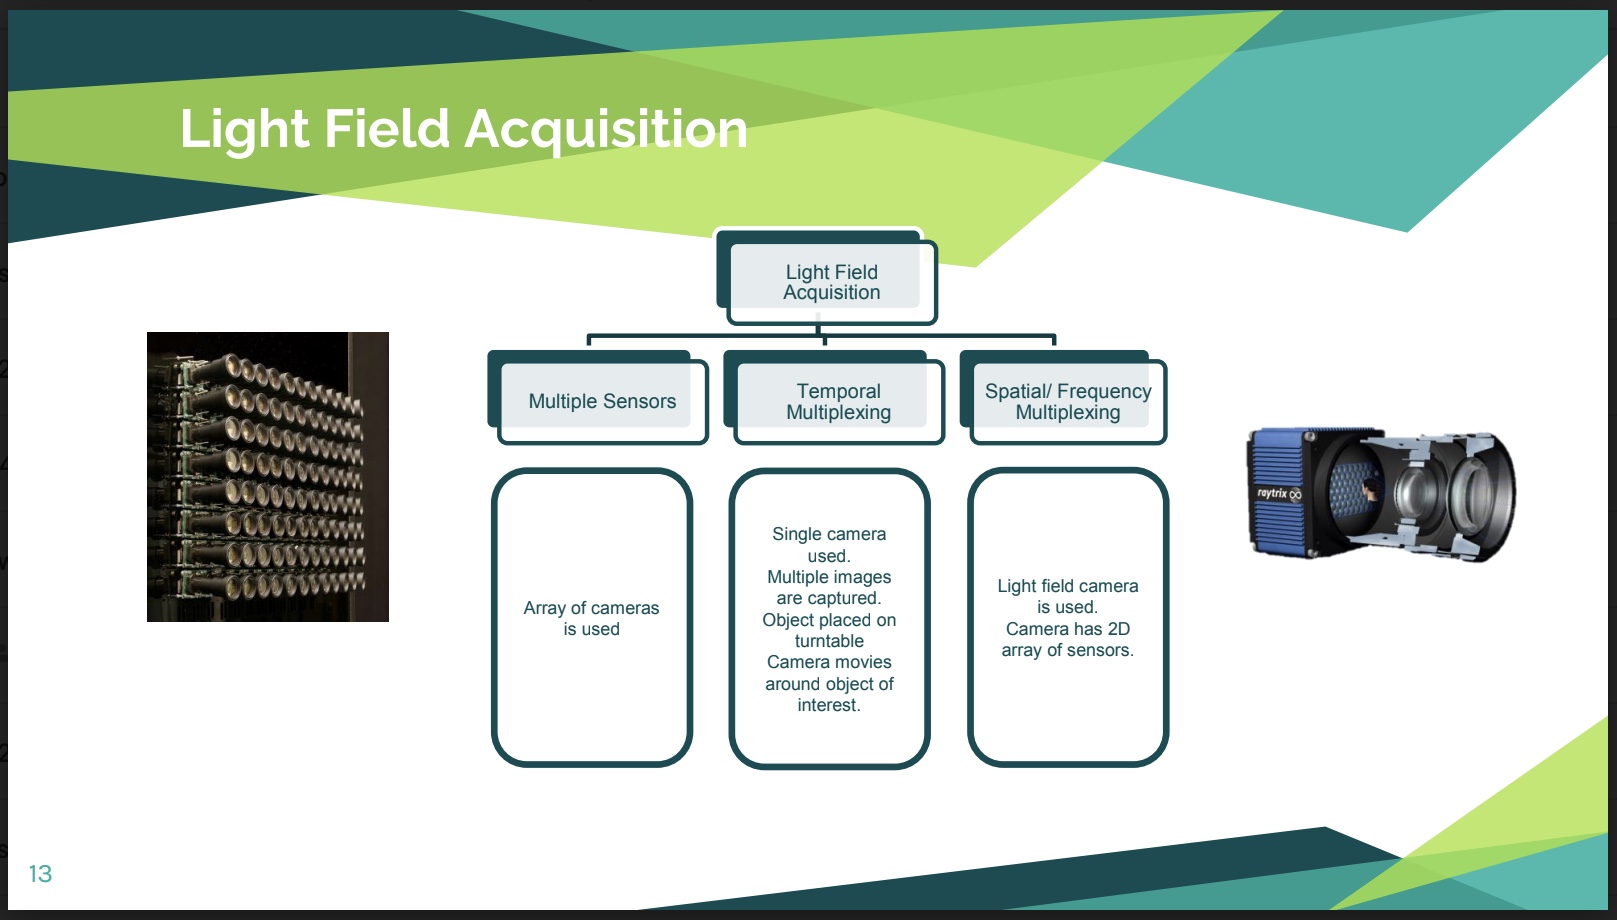 Light Field Acquisition
Light Field
Acquisition
Multiple Sensors
Temporal
Multiplexing
Spatial/ Frequency
Multiplexing
Array of cameras
is used
Single camera
used.
Multiple images
are captured.
Object placed on
turntable
Camera movies
around object of
interest.
Light field camera
is used.
Camera has 2D
array of sensors.
raytrix
13